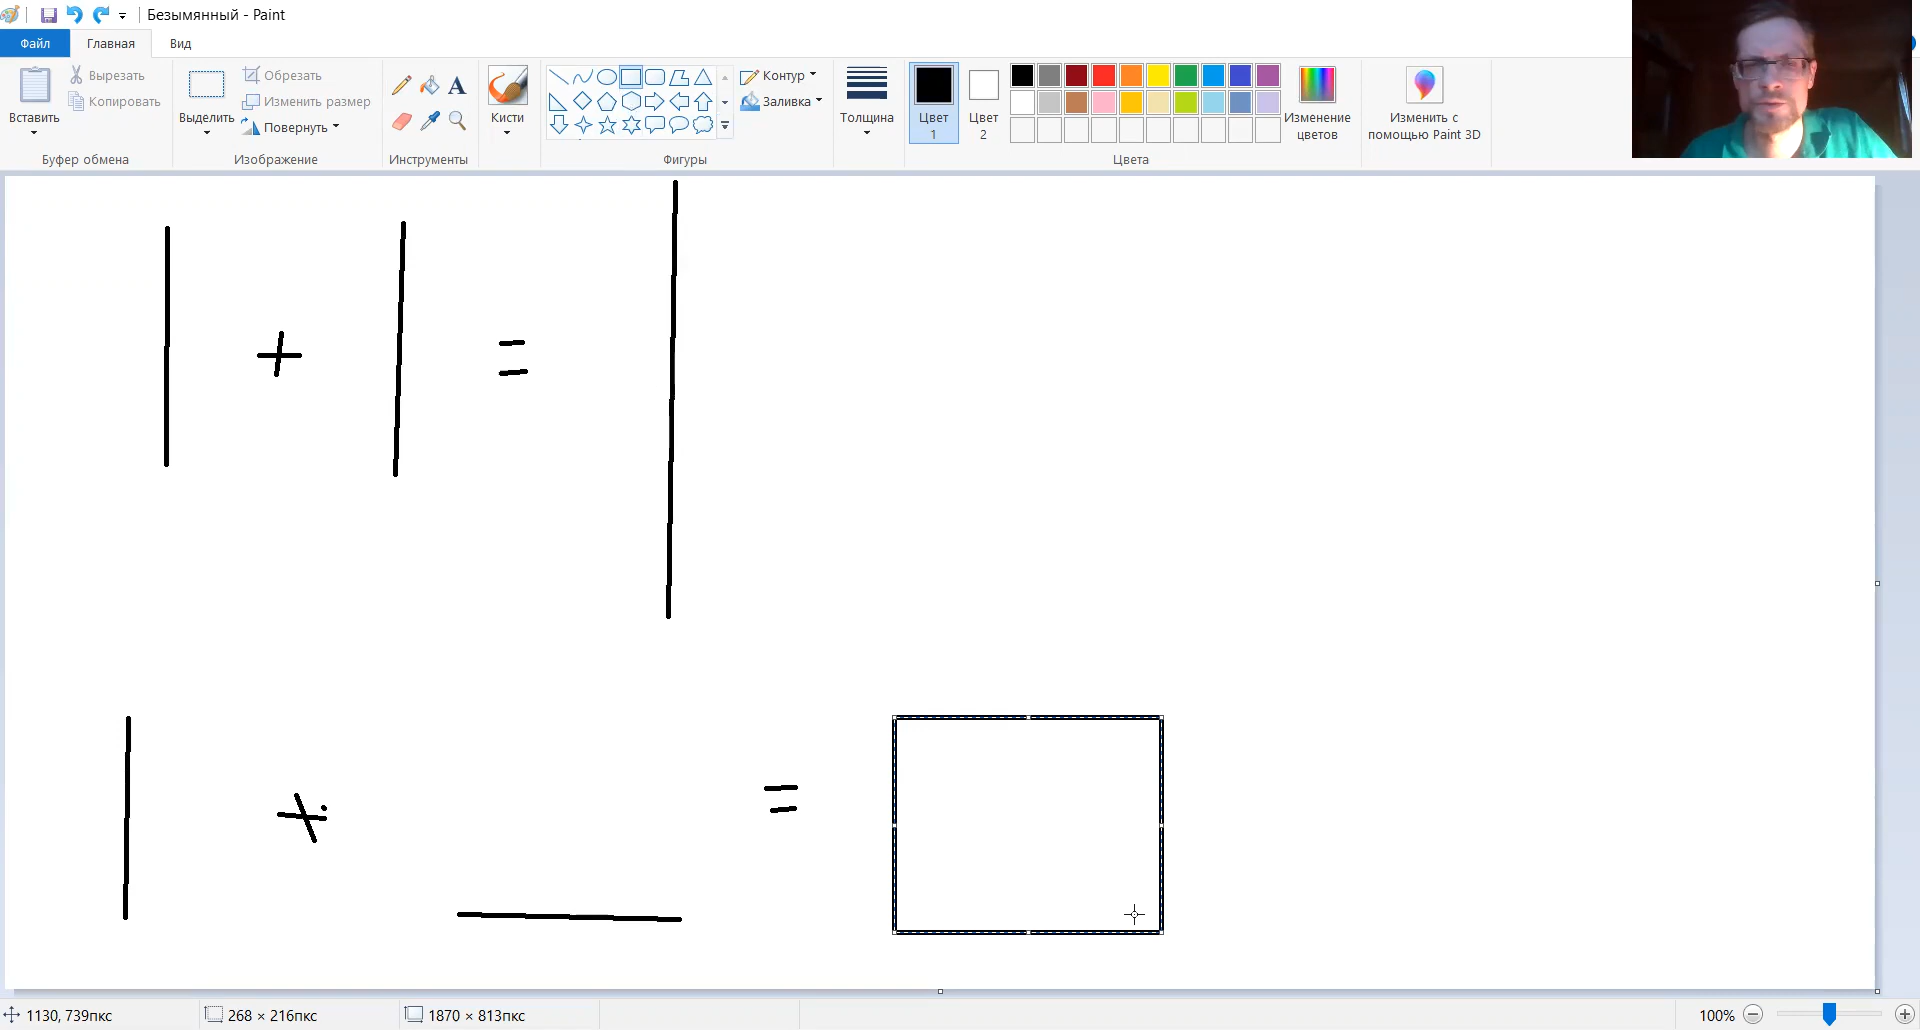 Безымянный - Paint
Файл Главная Вид
Вставить
Вырезать
Копировать
Буфер обмена
Выделить
Обрезать
Изменить размер
Повернуть
Изображение
A
Инструменты
Кисти
Контур
Заливка
Фигуры
Толщина
Цвет 1
Цвет 2
Изменение цветов
Цвета
Изменить с помощью Paint 3D
+ =
+ =
1130, 739пкс 268 × 216пкс 1870 × 813пкс 100%